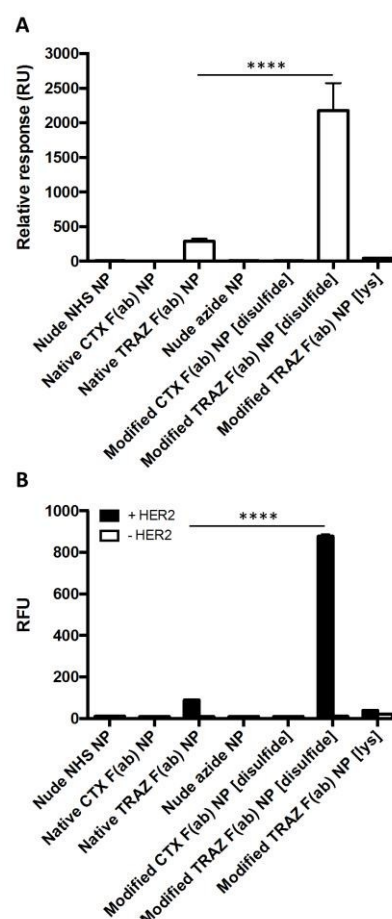 A
****
Relative response (RU)
3000
2500
2000
1500
1000
500
0
Nude NHS NP
Native CTX F(ab) NP
Native TRAZ F(ab) NP
Nude azide NP
Modified CTX F(ab) NP [disulfide]
Modified TRAZ F(ab) NP [disulfide]
Modified TRAZ F(ab) NP [lys]
B
+ HER2
- HER2
****
RFU
1000
800
600
400
200
0
Nude NHS NP
Native CTX F(ab) NP
Native TRAZ F(ab) NP
Nude azide NP
Modified CTX F(ab) NP [disulfide]
Modified TRAZ F(ab) NP [disulfide]
Modified TRAZ F(ab) NP [lys]